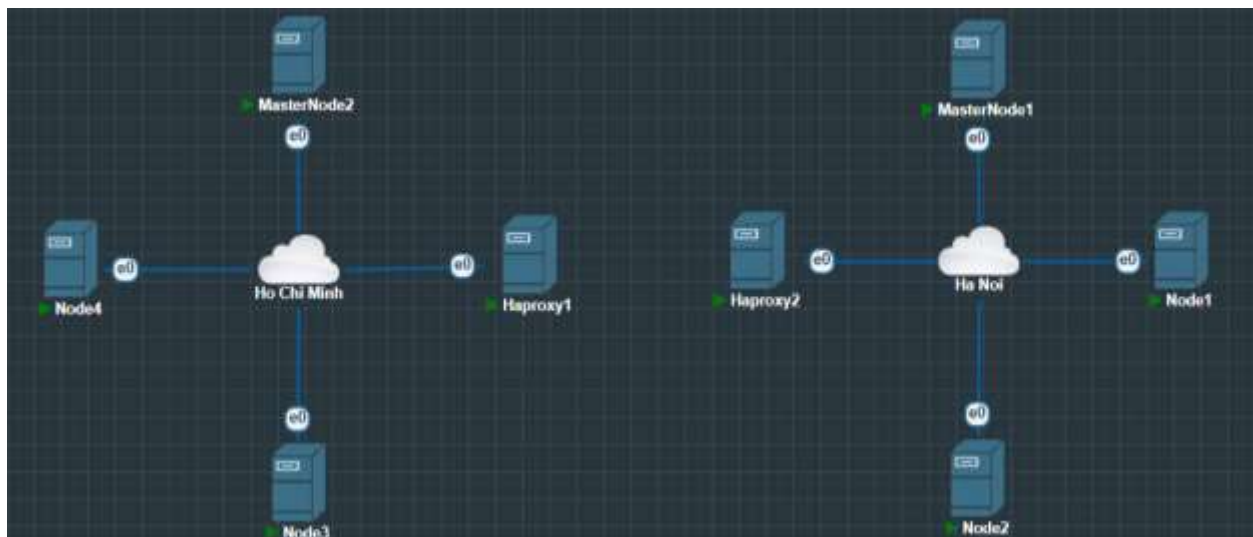 MasterNode2
e0
Node4
e0
Ho Chi Minh
e0
Haproxy1
e0
Node3
MasterNode1
e0
Haproxy2
e0
Ha Noi
e0
Node1
e0
Node2